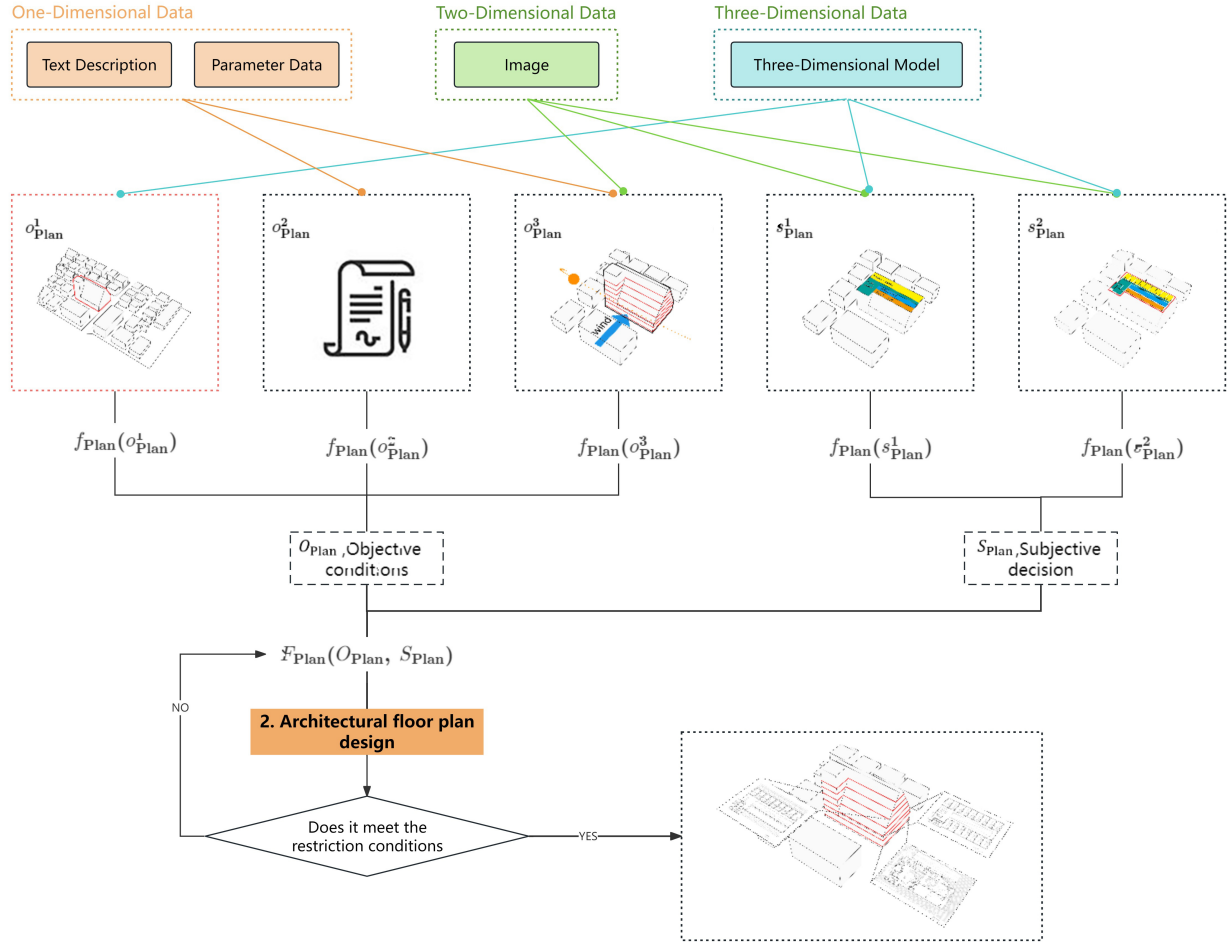 One-Dimensional Data
Two-Dimensional Data
Three-Dimensional Data
Text Description
Parameter Data
Image
Three-Dimensional Model
o¹Plan
o²Plan
o³Plan
s¹Plan
s²Plan
wind
fPlan(o¹Plan)
fPlan(o²Plan)
fPlan(o³Plan)
fPlan(s¹Plan)
fPlan(s²Plan)
OPlan ,Objective
conditions
SPlan,Subjective
decision
FPlan(OPlan, SPlan)
NO
2. Architectural floor plan
design
Does it meet the
restriction conditions
YES